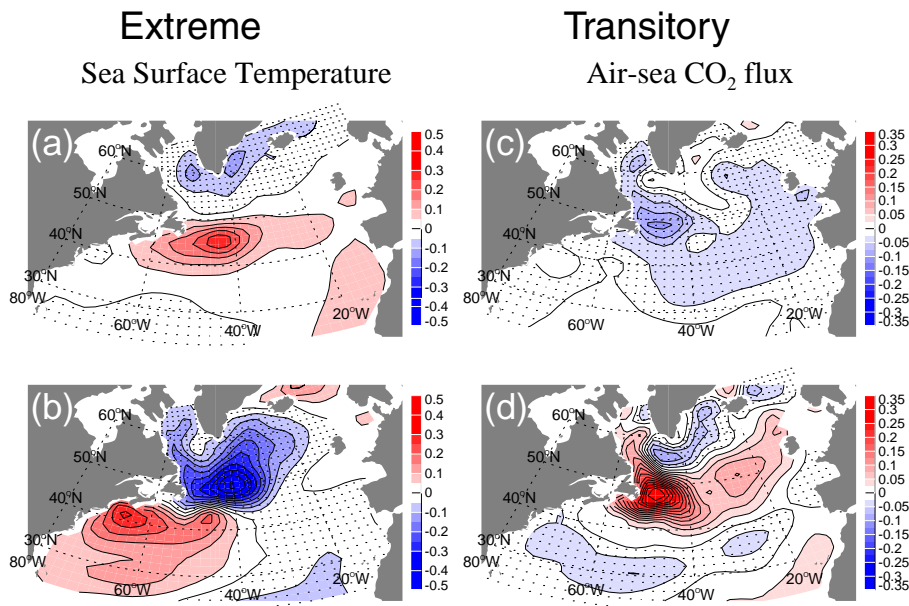 Extreme Transitory
Sea Surface Temperature Air-sea CO₂ flux
(a)
60°N
50°N
40°N
30°N
80°W
60°W
40°W
20°W
0.5
0.4
0.3
0.2
0.1
0
-0.1
-0.2
-0.3
-0.4
-0.5
(c)
60°N
50°N
40°N
30°N
80°W
60°W
40°W
20°W
0.35
0.3
0.25
0.2
0.15
0.1
0.05
0
-0.05
-0.1
-0.15
-0.2
-0.25
-0.3
-0.35
(b)
60°N
50°N
40°N
30°N
80°W
60°W
40°W
20°W
0.5
0.4
0.3
0.2
0.1
0
-0.1
-0.2
-0.3
-0.4
-0.5
(d)
60°N
50°N
40°N
30°N
80°W
60°W
40°W
20°W
0.35
0.3
0.25
0.2
0.15
0.1
0.05
0
-0.05
-0.1
-0.15
-0.2
-0.25
-0.3
-0.35